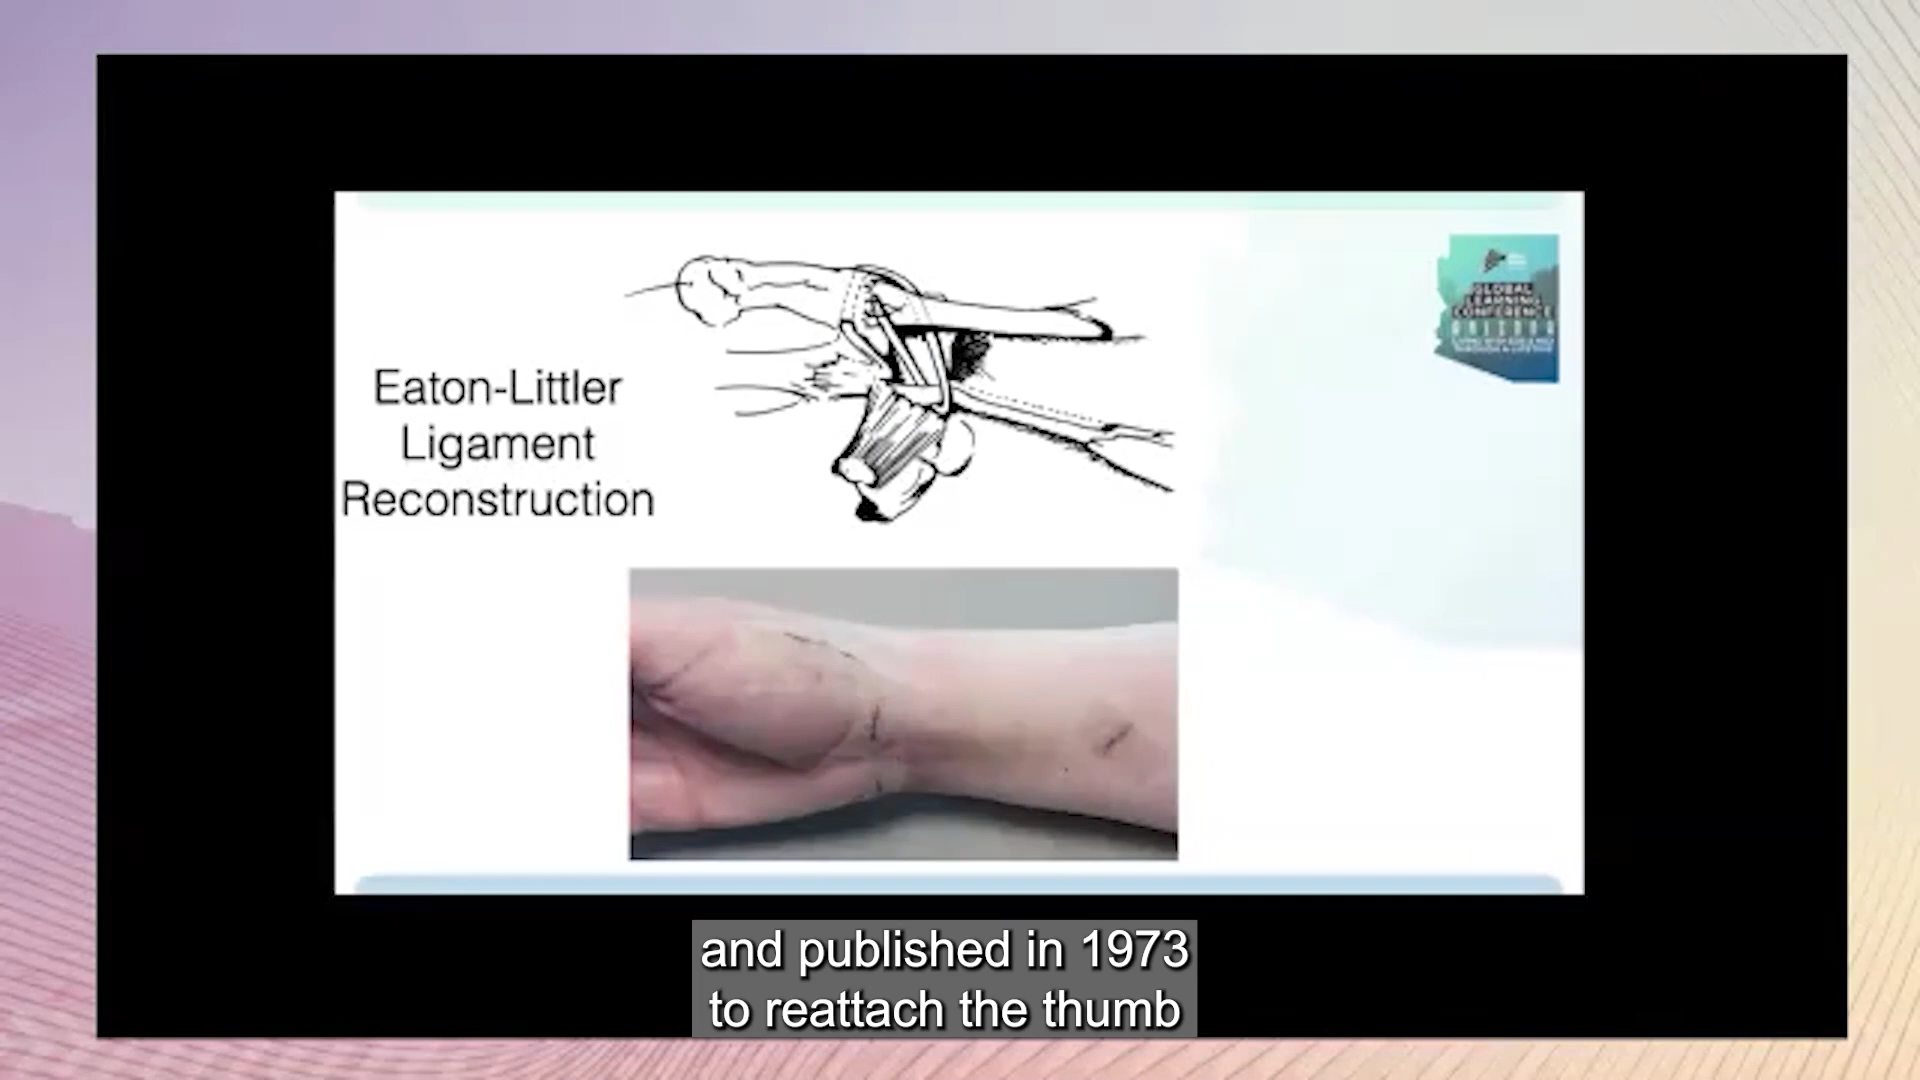 Eaton-Littler
Ligament
Reconstruction
GLOBAL
LEARNING
CONFERENCE
and published in 1973
to reattach the thumb